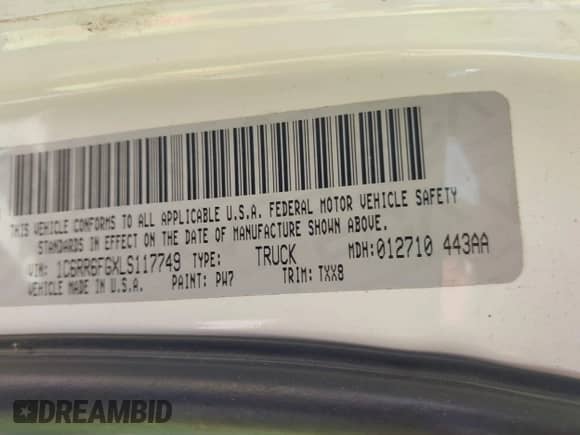 THIS VEHICLE CONFORMS TO ALL APPLICABLE U.S.A. FEDERAL MOTOR VEHICLE SAFETY
STANDARDS IN EFFECT ON THE DATE OF MANUFACTURE SHOWN ABOVE.
VIN: 1C6RR6FGXLS117749 TYPE: TRUCK MDH:012710 443AA
VEHICLE MADE IN U.S.A. PAINT: PW7 TRIM: TXX8
DREAMBID